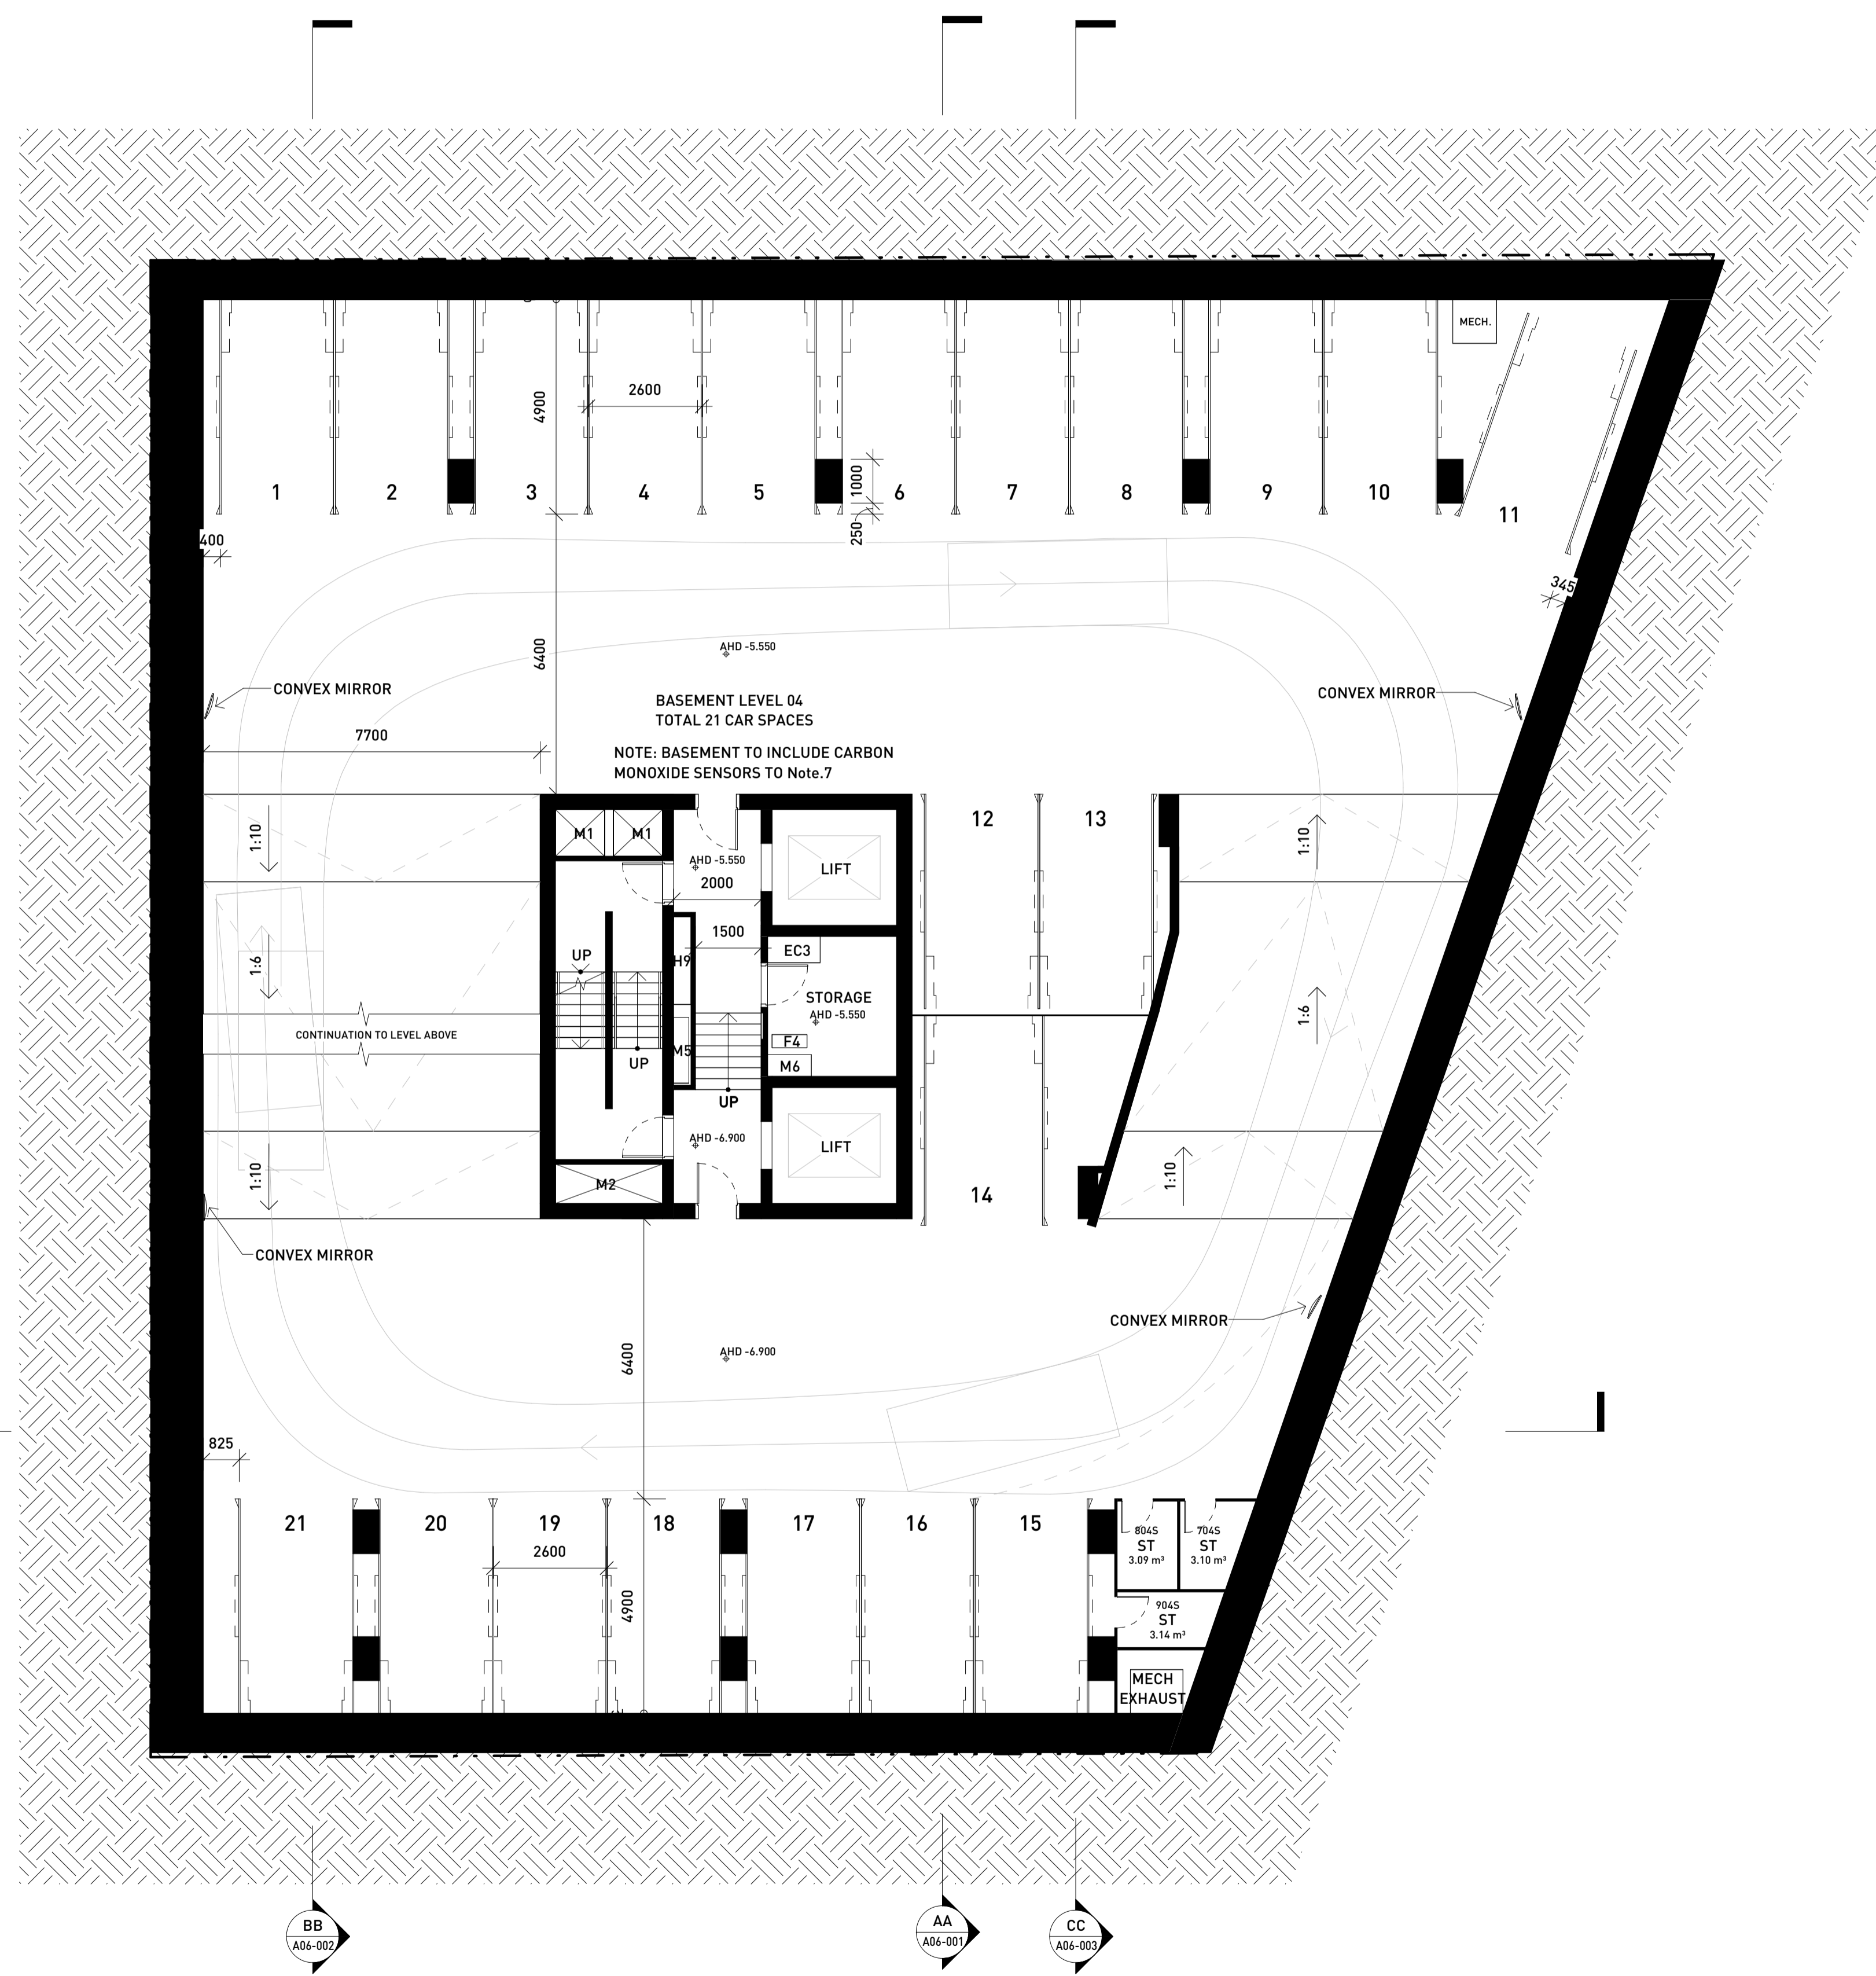 MECH.
2600
4900
1000
250
1
2
3
4
5
6
7
8
9
10
11
400
345
6400
AHD -5.550
CONVEX MIRROR
CONVEX MIRROR
BASEMENT LEVEL 04
TOTAL 21 CAR SPACES
7700
NOTE: BASEMENT TO INCLUDE CARBON
MONOXIDE SENSORS TO Note.7
12
13
1:10
M1
M1
1:10
AHD -5.550
LIFT
2000
1500
UP
H9
EC3
1:6
STORAGE
AHD -5.550
1:6
CONTINUATION TO LEVEL ABOVE
F4
M5
UP
M6
UP
AHD -6.900
LIFT
1:10
M2
14
1:10
CONVEX MIRROR
CONVEX MIRROR
6400
AHD -6.900
825
21
20
19
18
17
16
15
2600
4900
804S
ST
3.09 m³
704S
ST
3.10 m³
904S
ST
3.14 m³
MECH
EXHAUST
BB
A06-002
AA
A06-001
CC
A06-003